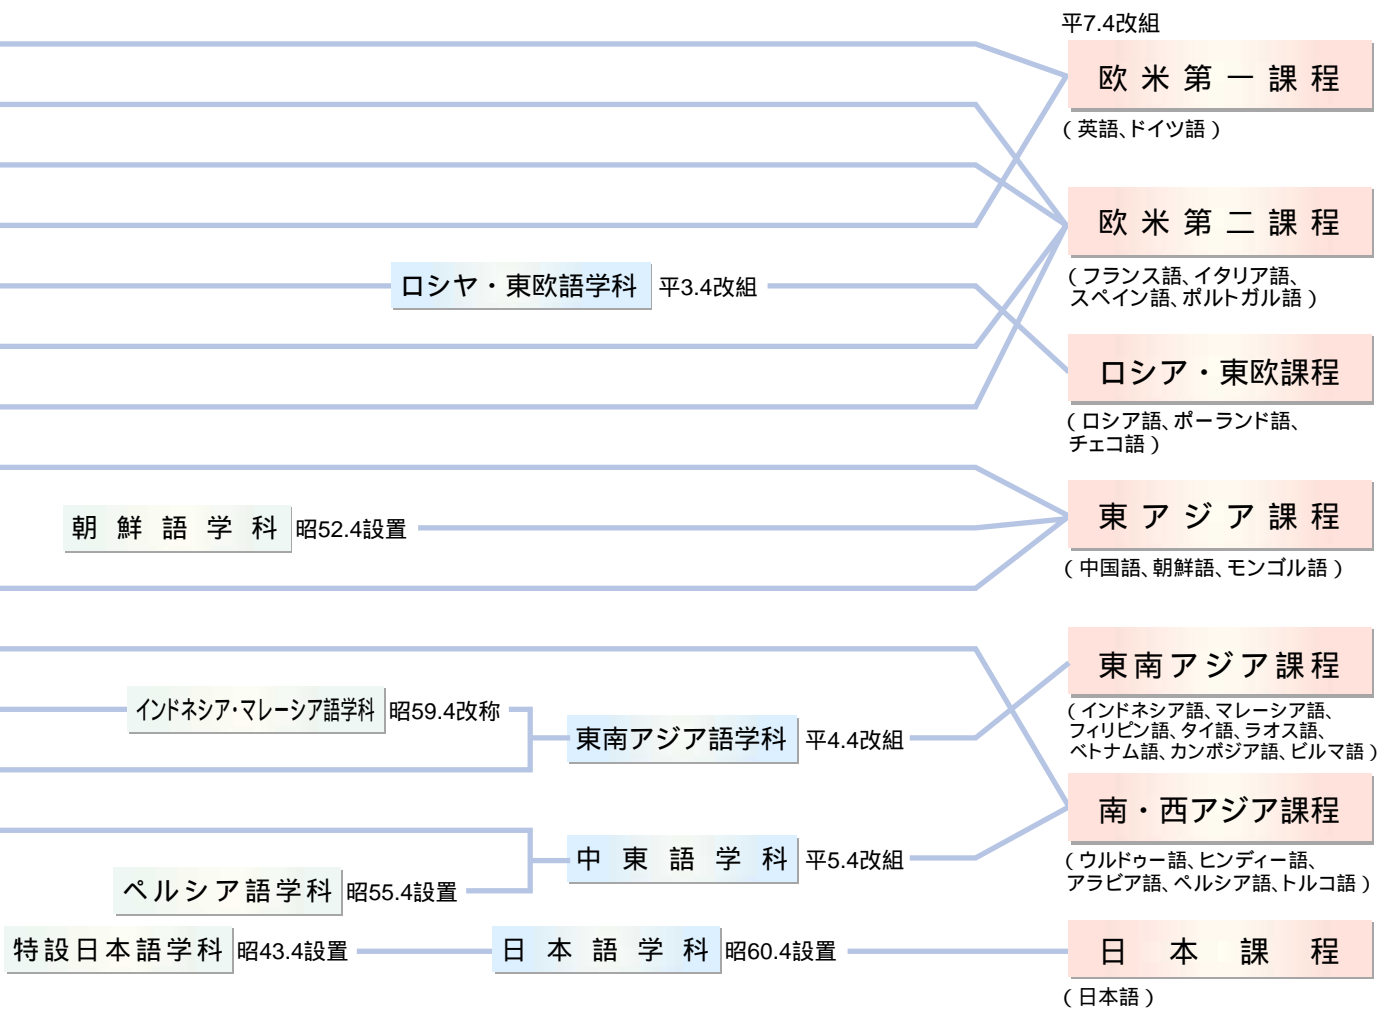 平7.4改組
欧米第一課程
(英語、ドイツ語)
欧米第二課程
(フランス語、イタリア語、
スペイン語、ポルトガル語)
ロシヤ・東欧語学科 平3.4改組
ロシア・東欧課程
(ロシア語、ポーランド語、
チェコ語)
朝鮮語学科 昭52.4設置
東アジア課程
(中国語、朝鮮語、モンゴル語)
東南アジア課程
(インドネシア語、マレーシア語、
フィリピン語、タイ語、ラオス語、
ベトナム語、カンボジア語、ビルマ語)
インドネシア・マレーシア語学科 昭59.4改称
東南アジア語学科 平4.4改組
南・西アジア課程
(ウルドゥー語、ヒンディー語、
アラビア語、ペルシア語、トルコ語)
中東語学科 平5.4改組
ペルシア語学科 昭55.4設置
特設日本語学科 昭43.4設置
日本語学科 昭60.4設置
日本課程
(日本語)